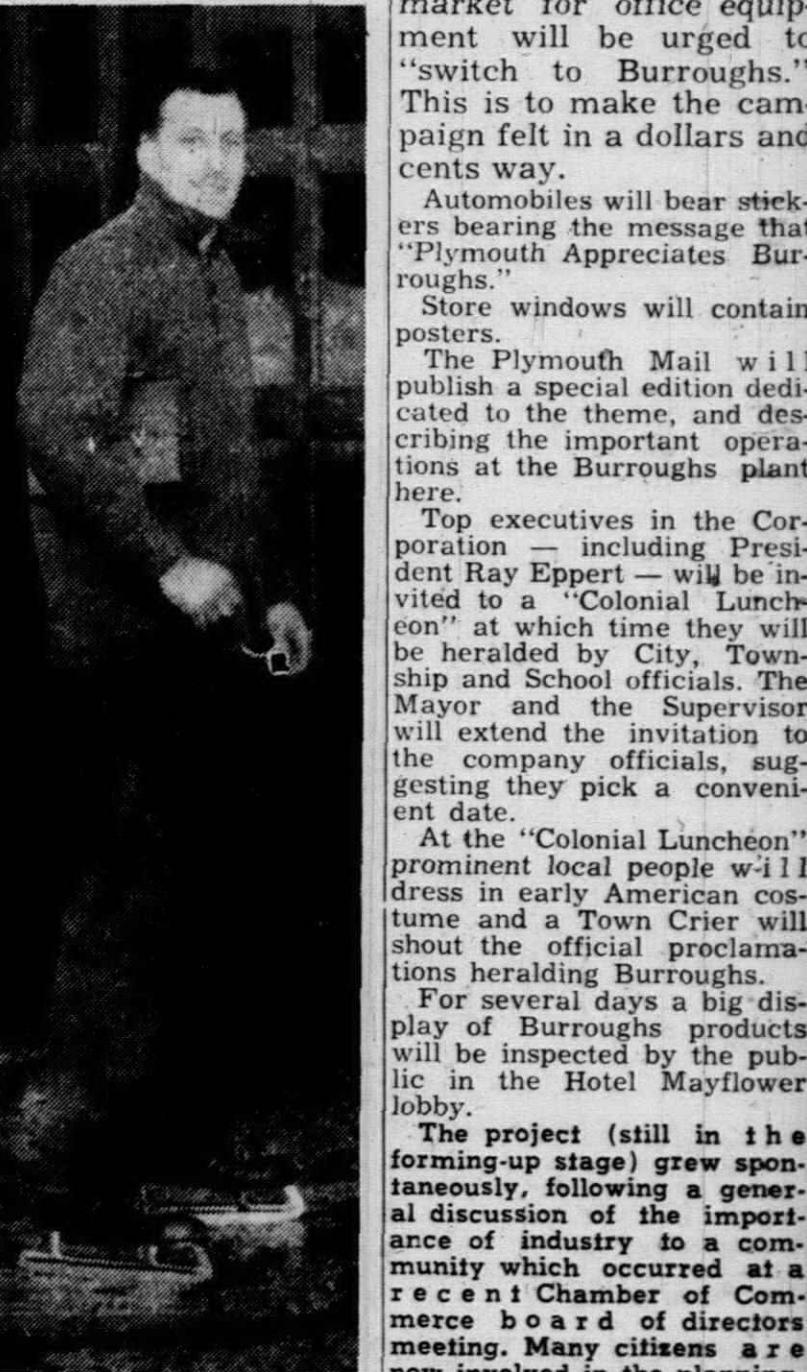 market for office equip-
ment will be urged to
“switch to Burroughs.”
This is to make the cam-
paign felt in a dollars and
cents way.
Automobiles will bear stick-
ers bearing the message that
“Plymouth Appreciates Bur-
roughs.”
Store windows will contain
posters.
The Plymouth Mail will
publish a special edition dedi-
cated to the theme, and des-
cribing the important opera-
tions at the Burroughs plant
here.
Top executives in the Cor-
poration — including Presi-
dent Ray Eppert — will be in-
vited to a “Colonial Lunch-
eon” at which time they will
be heralded by City, Town-
ship and School officials. The
Mayor and the Supervisor
will extend the invitation to
the company officials, sug-
gesting they pick a conveni-
ent date.
At the “Colonial Luncheon”
prominent local people will
dress in early American cos-
tume and a Town Crier will
shout the official proclama-
tions heralding Burroughs.
For several days a big dis-
play of Burroughs products
will be inspected by the pub-
lic in the Hotel Mayflower
lobby.
The project (still in the
forming-up stage) grew spon-
taneously, following a gener-
al discussion of the import-
ance of industry to a com-
munity which occurred at a
recent Chamber of Com-
merce board of directors
meeting. Many citizens are